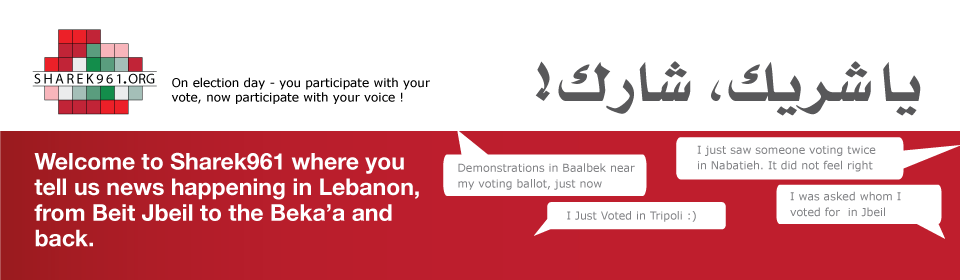 SHAREK961.ORG
On election day - you participate with your
vote, now participate with your voice !
يا شريك، شارك!
Welcome to Sharek961 where you
tell us news happening in Lebanon,
from Beit Jbeil to the Beka’a and
back.
Demonstrations in Baalbek near
my voting ballot, just now
I just saw someone voting twice
in Nabatieh. It did not feel right
I Just Voted in Tripoli :)
I was asked whom I
voted for  in Jbeil